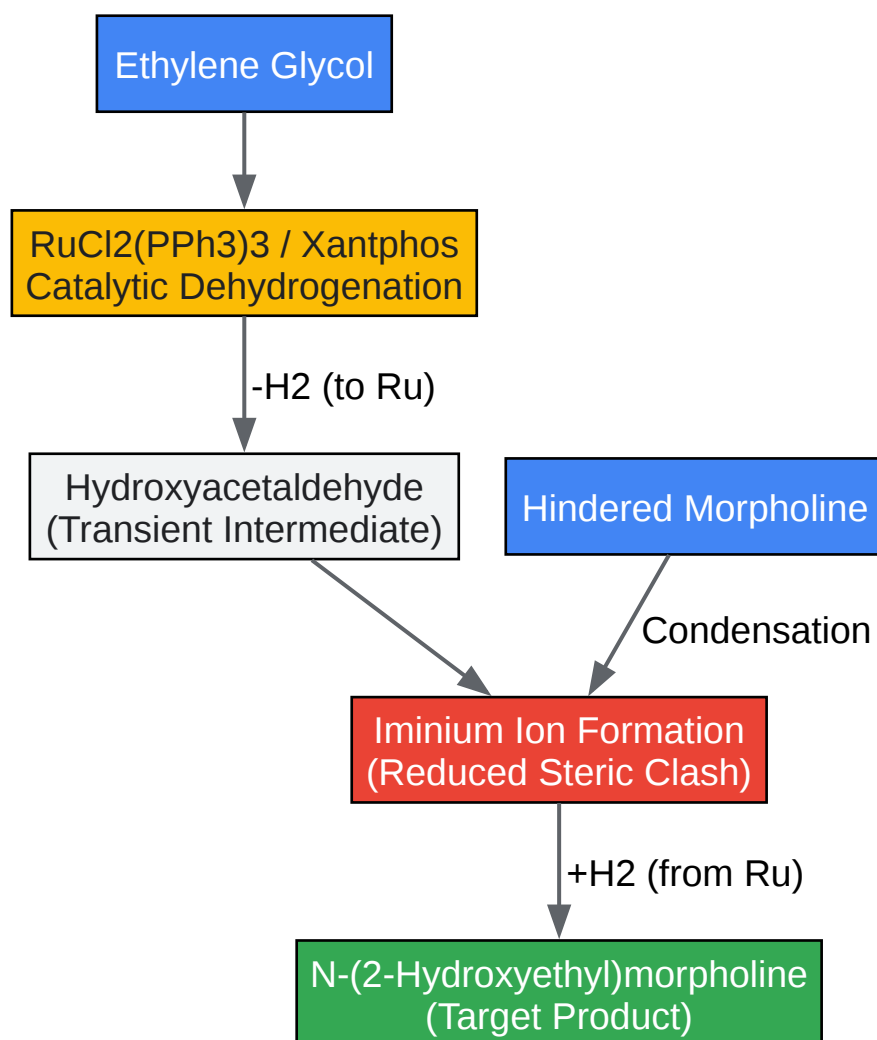 Ethylene Glycol
RuCl2(PPh3)3 / Xantphos
Catalytic Dehydrogenation
-H2 (to Ru)
Hydroxyacetaldehyde
(Transient Intermediate)
Hindered Morpholine
Condensation
Iminium Ion Formation
(Reduced Steric Clash)
+H2 (from Ru)
N-(2-Hydroxyethyl)morpholine
(Target Product)